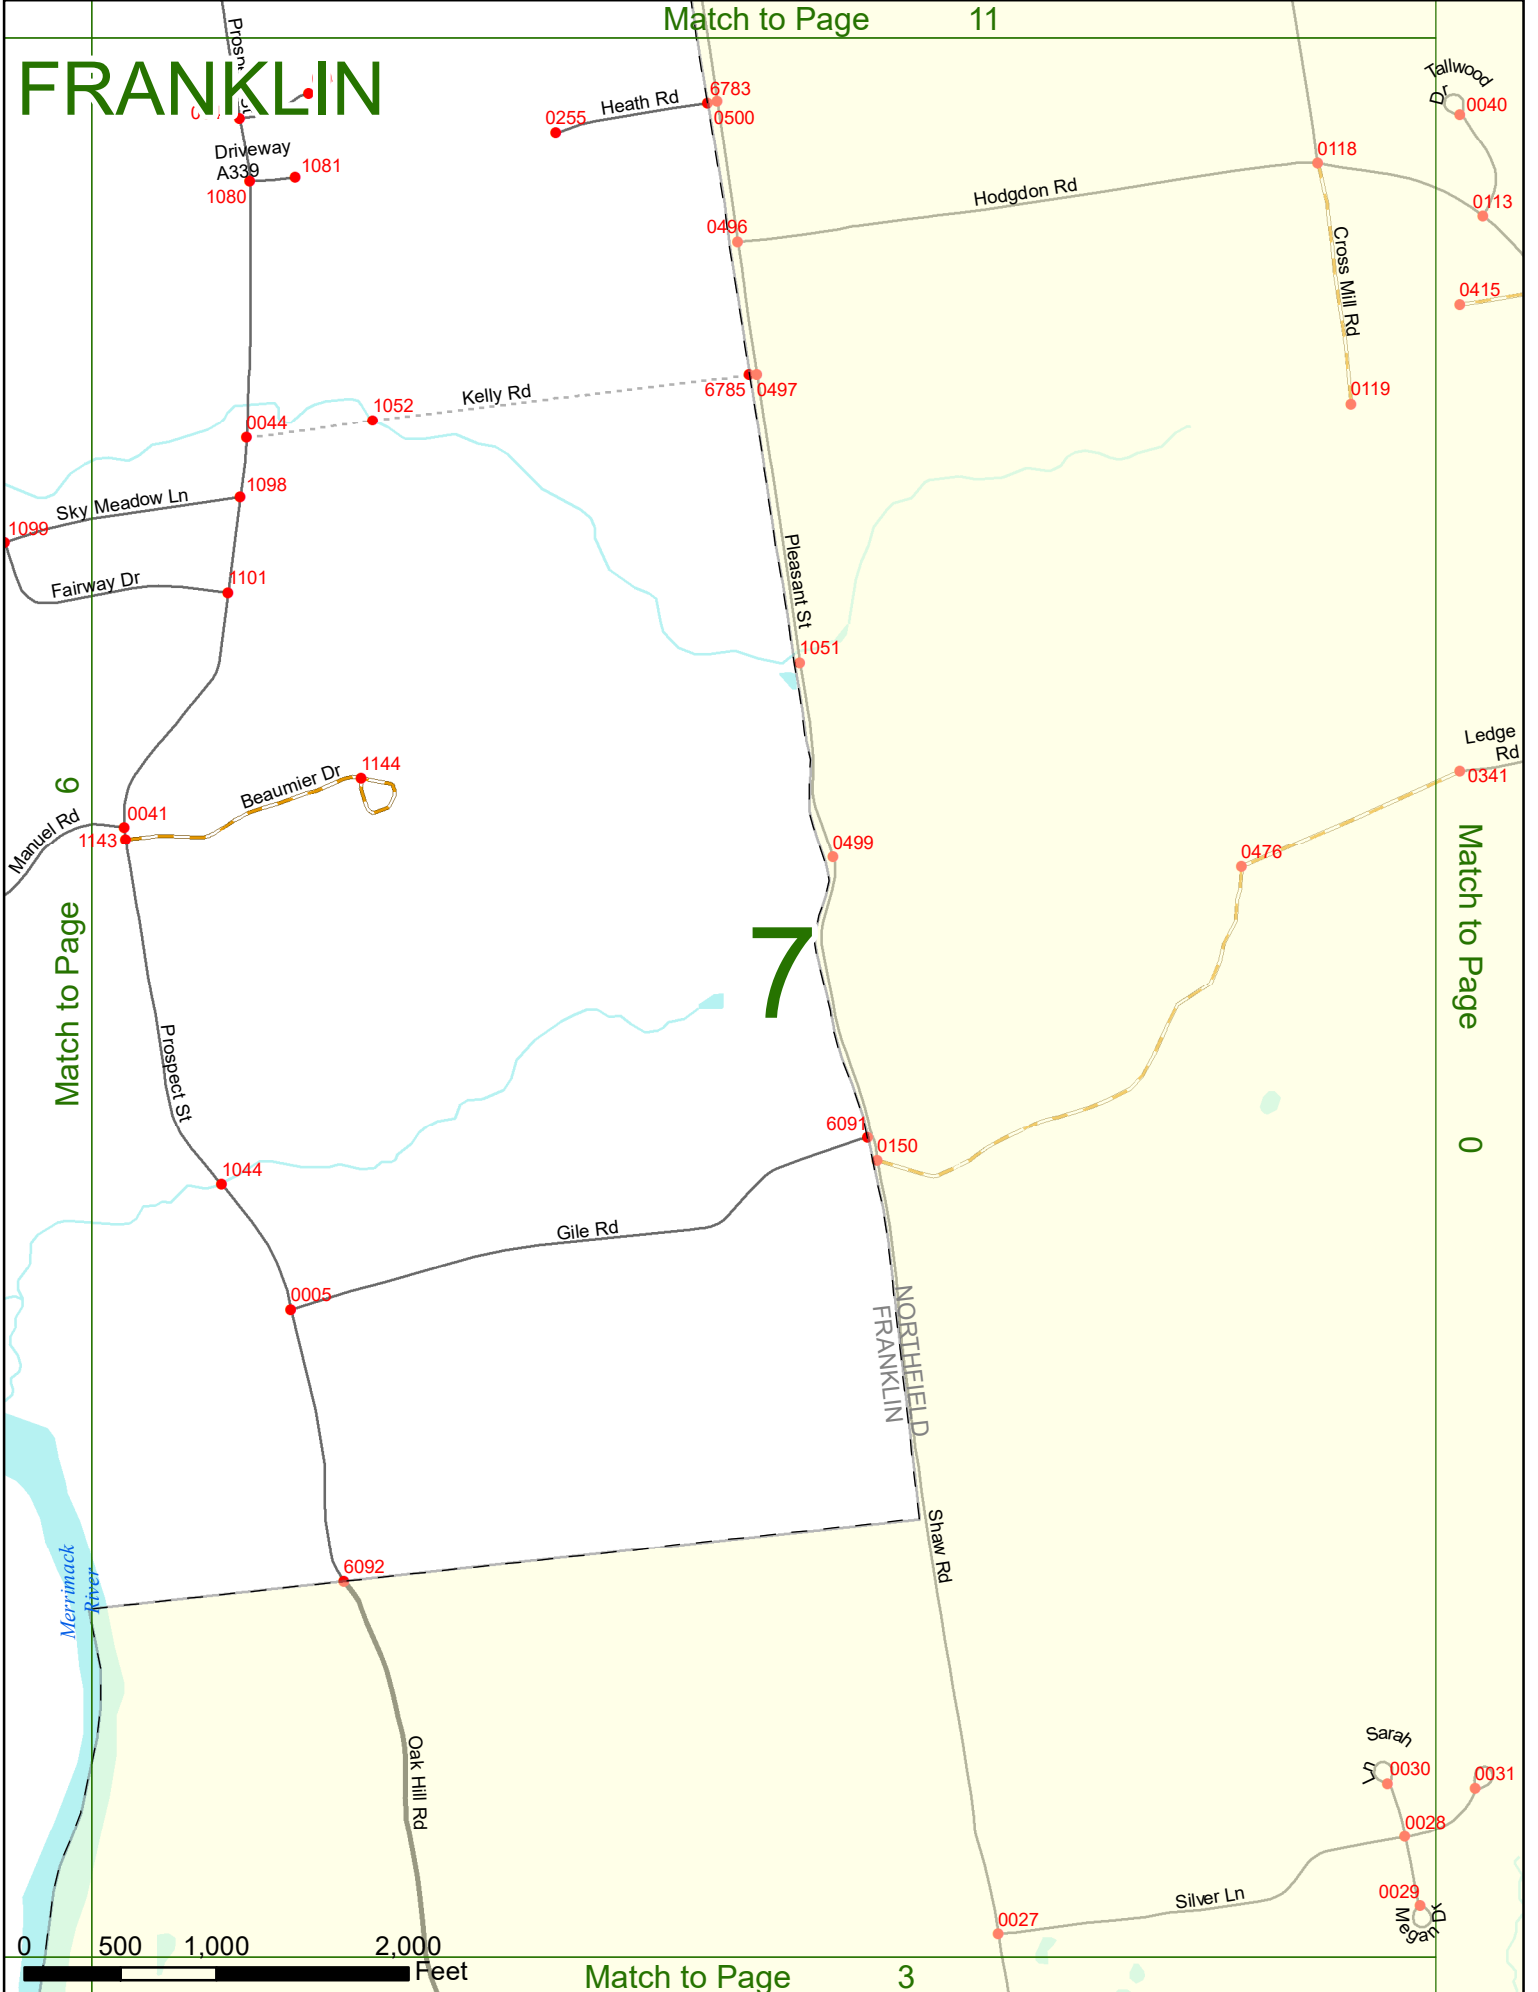 Match to Page 11
FRANKLIN
Tallwood
Dr
0040
6783
Heath Rd
0255
0500
0118
Driveway
A339
1081
1080
Hodgdon Rd
0113
0496
Cross Mill Rd
0415
6785
0497
Kelly Rd
0119
1052
0044
1098
Sky Meadow Ln
1099
Fairway Dr
1101
Pleasant St
1051
Ledge
Rd
0341
1144
Beaumier Dr
Match to Page 6
0041
Manuel Rd
1143
0499
0476
Match to Page 0
7
Prospect St
6091
0150
1044
Gile Rd
0005
NORTHFIELD
FRANKLIN
Shaw Rd
Merrimack
River
6092
Oak Hill Rd
Sarah
Ln
0030
0031
0028
Silver Ln
0029
Megan
Dr
0027
0 500 1,000 2,000
Feet
Match to Page 3